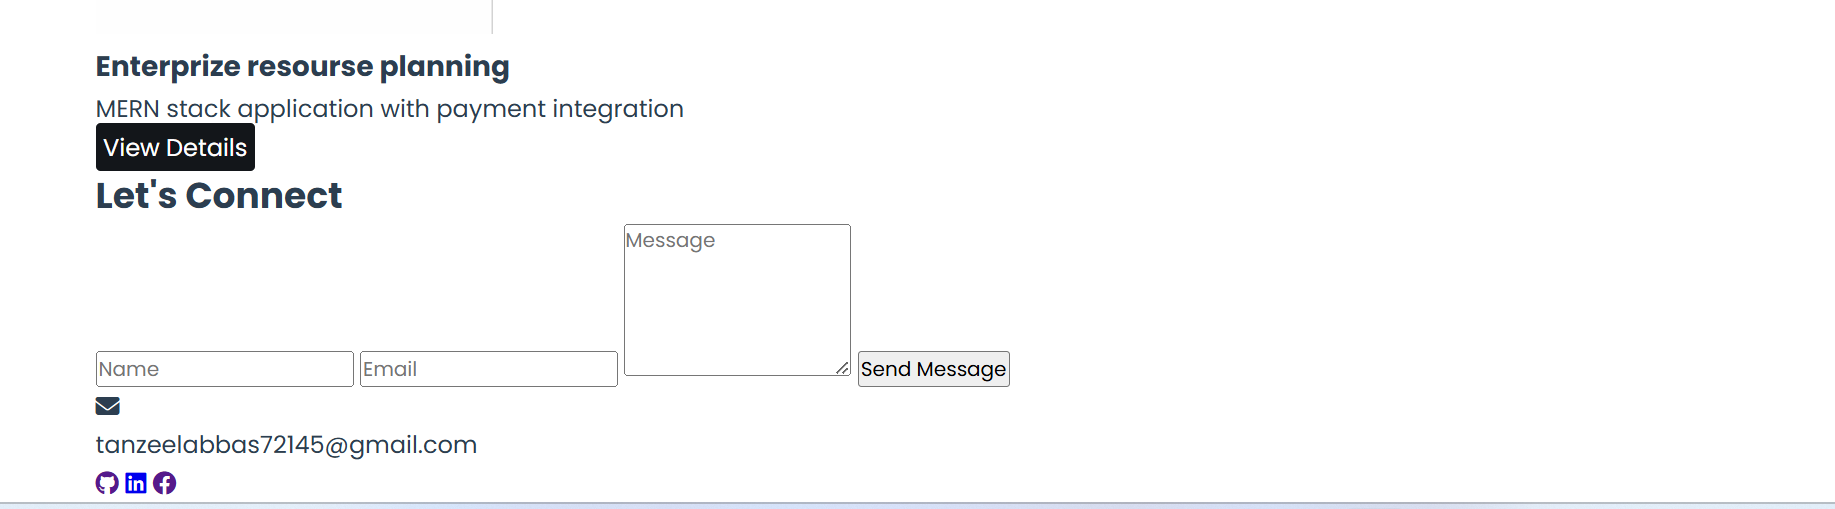 Enterprize resourse planning
MERN stack application with payment integration
View Details
Let's Connect
Message
Name Email Send Message
tanzeelabbas72145@gmail.com